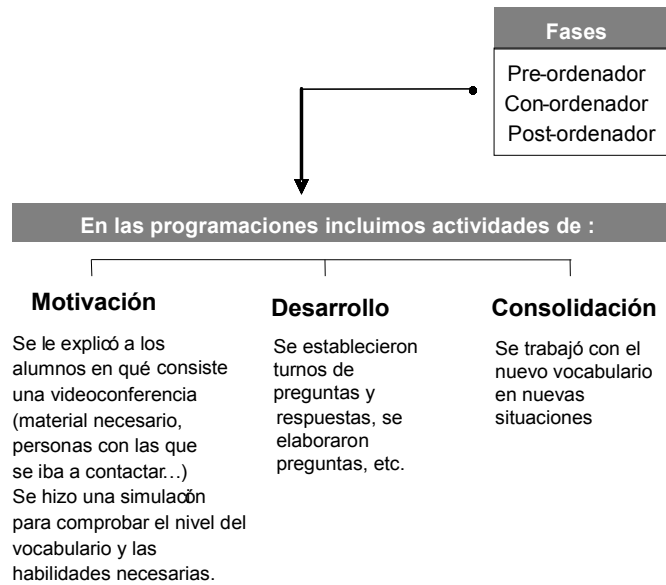 Fases
Pre-ordenador
Con-ordenador
Post-ordenador
En las programaciones incluimos actividades de :
Motivación
Se le explicó a los
alumnos en qué consiste
una videoconferencia
(material necesario,
personas con las que
se iba a contactar…)
Se hizo una simulación
para comprobar el nivel del
vocabulario y las
habilidades necesarias.
Desarrollo
Se establecieron
turnos de
preguntas y
respuestas, se
elaboraron
preguntas, etc.
Consolidación
Se trabajó con el
nuevo vocabulario
en nuevas
situaciones